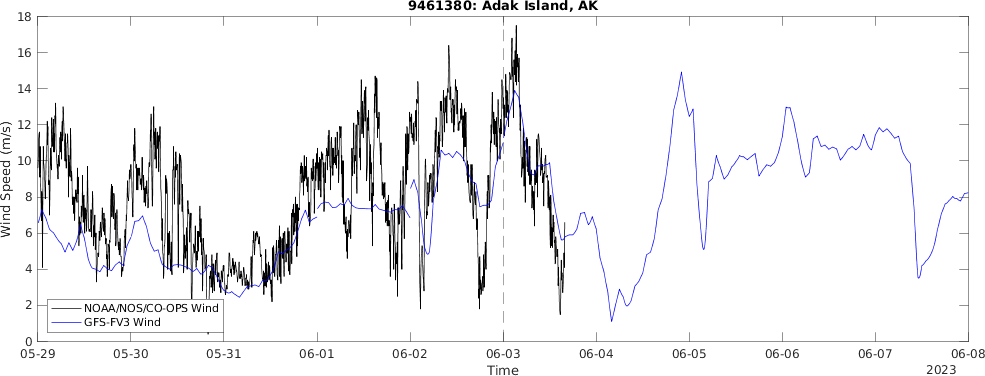 9461380: Adak Island, AK
Wind Speed (m/s)
18
16
14
12
10
8
6
4
2
0
NOAA/NOS/CO-OPS Wind
GFS-FV3 Wind
05-29 05-30 05-31 06-01 06-02 06-03 06-04 06-05 06-06 06-07 06-08
Time
2023